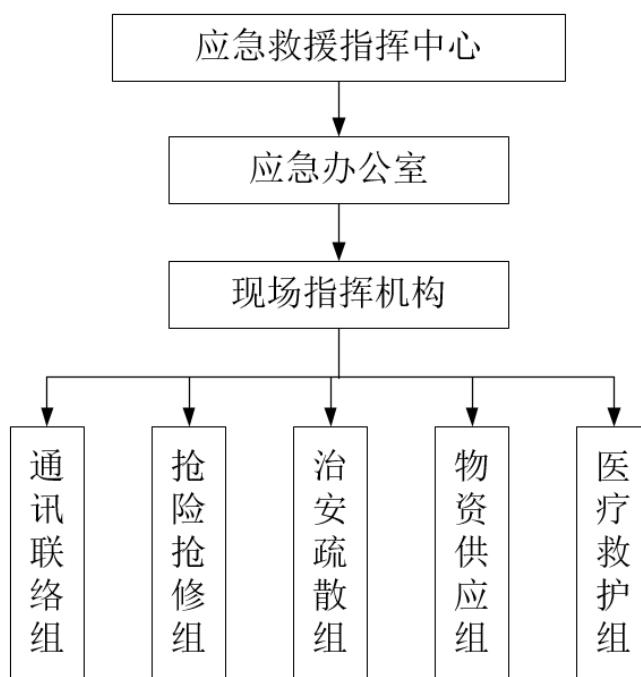 应急救援指挥中心
应急办公室
现场指挥机构
通讯联络组
抢险抢修组
治安疏散组
物资供应组
医疗救护组